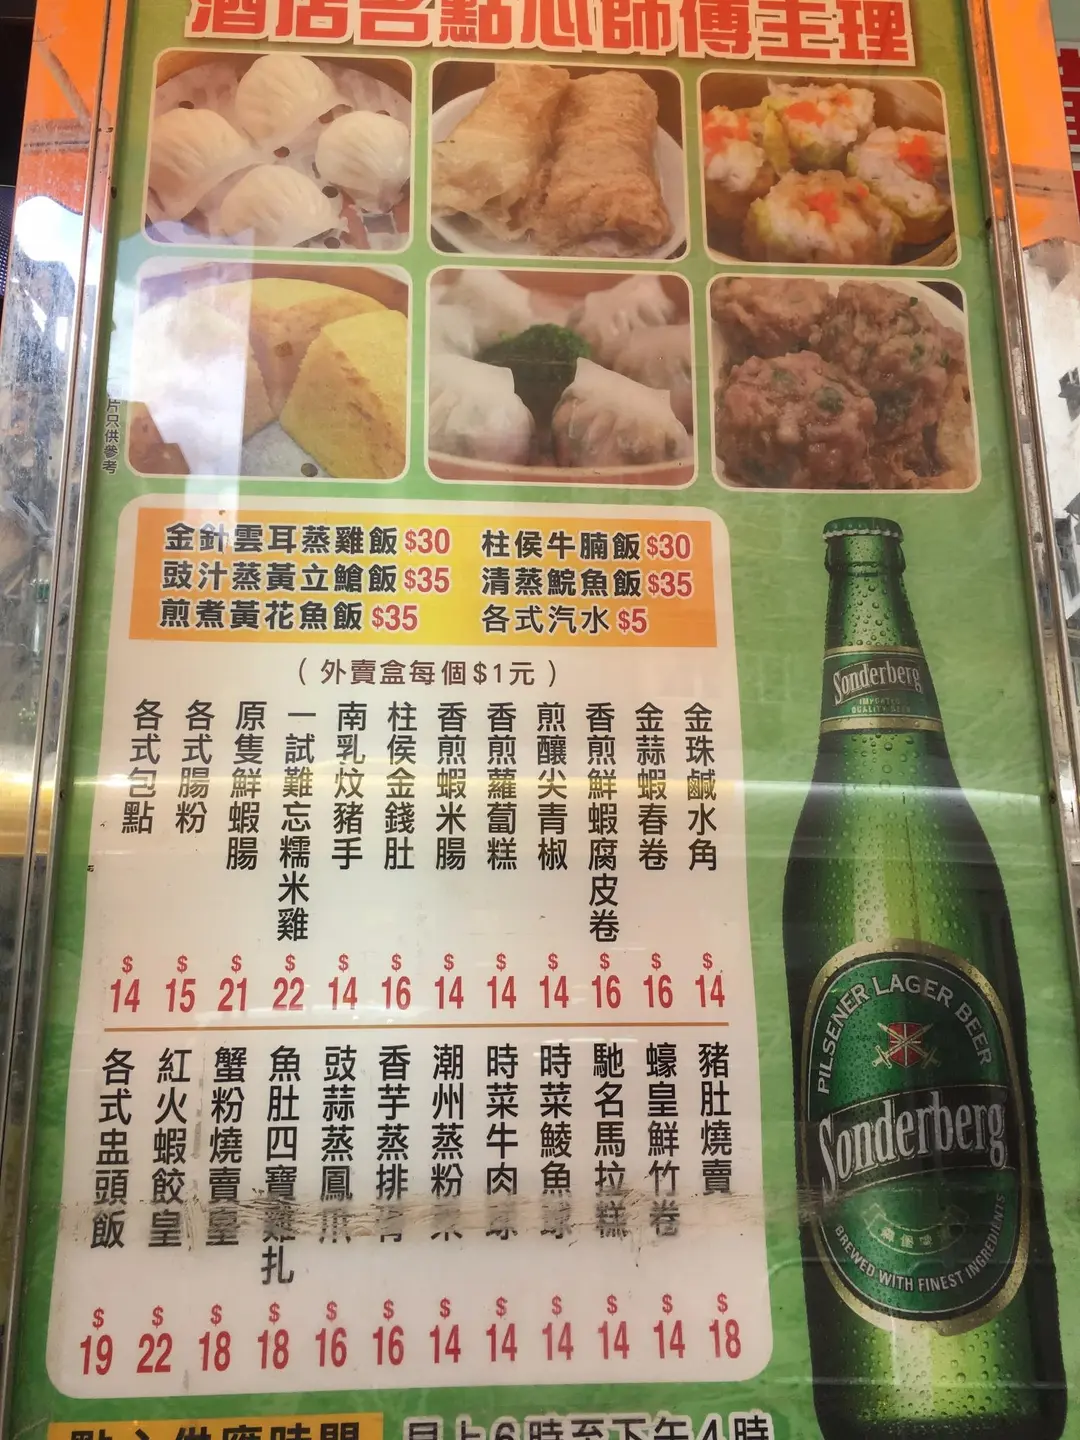 酒店名點心師傅主理
片只供參考
金針雲耳蒸雞飯 $30
柱侯牛腩飯 $30
豉汁蒸黃立鱠飯 $35
清蒸鯇魚飯 $35
煎煮黃花魚飯 $35
各式汽水 $5
（外賣盒每個$1元）
金珠鹹水角 $14
金蒜蝦春卷 $16
香煎鮮蝦腐皮卷 $16
煎釀尖青椒 $14
香煎蘿蔔糕 $14
香煎蝦米腸 $14
柱侯金錢肚 $16
南乳炆豬手 $14
一試難忘糯米雞 $22
原隻鮮蝦腸 $21
各式腸粉 $15
各式包點 $14
豬肚燒賣 $18
蠔皇鮮竹卷 $14
馳名馬拉糕 $14
時菜鯪魚球 $14
時菜牛肉球 $14
潮州蒸粉果 $14
香芋蒸排骨 $16
豉蒜蒸鳳爪 $16
魚肚四寶雞扎 $18
蟹粉燒賣皇 $18
紅火蝦餃皇 $22
各式盅頭飯 $19
點心供應時間
早上6時至下午4時
Sonderberg
IMPORTED
QUALITY BEER
PILSENER LAGER BEER
Sonderberg
BREWED WITH FINEST INGREDIENTS